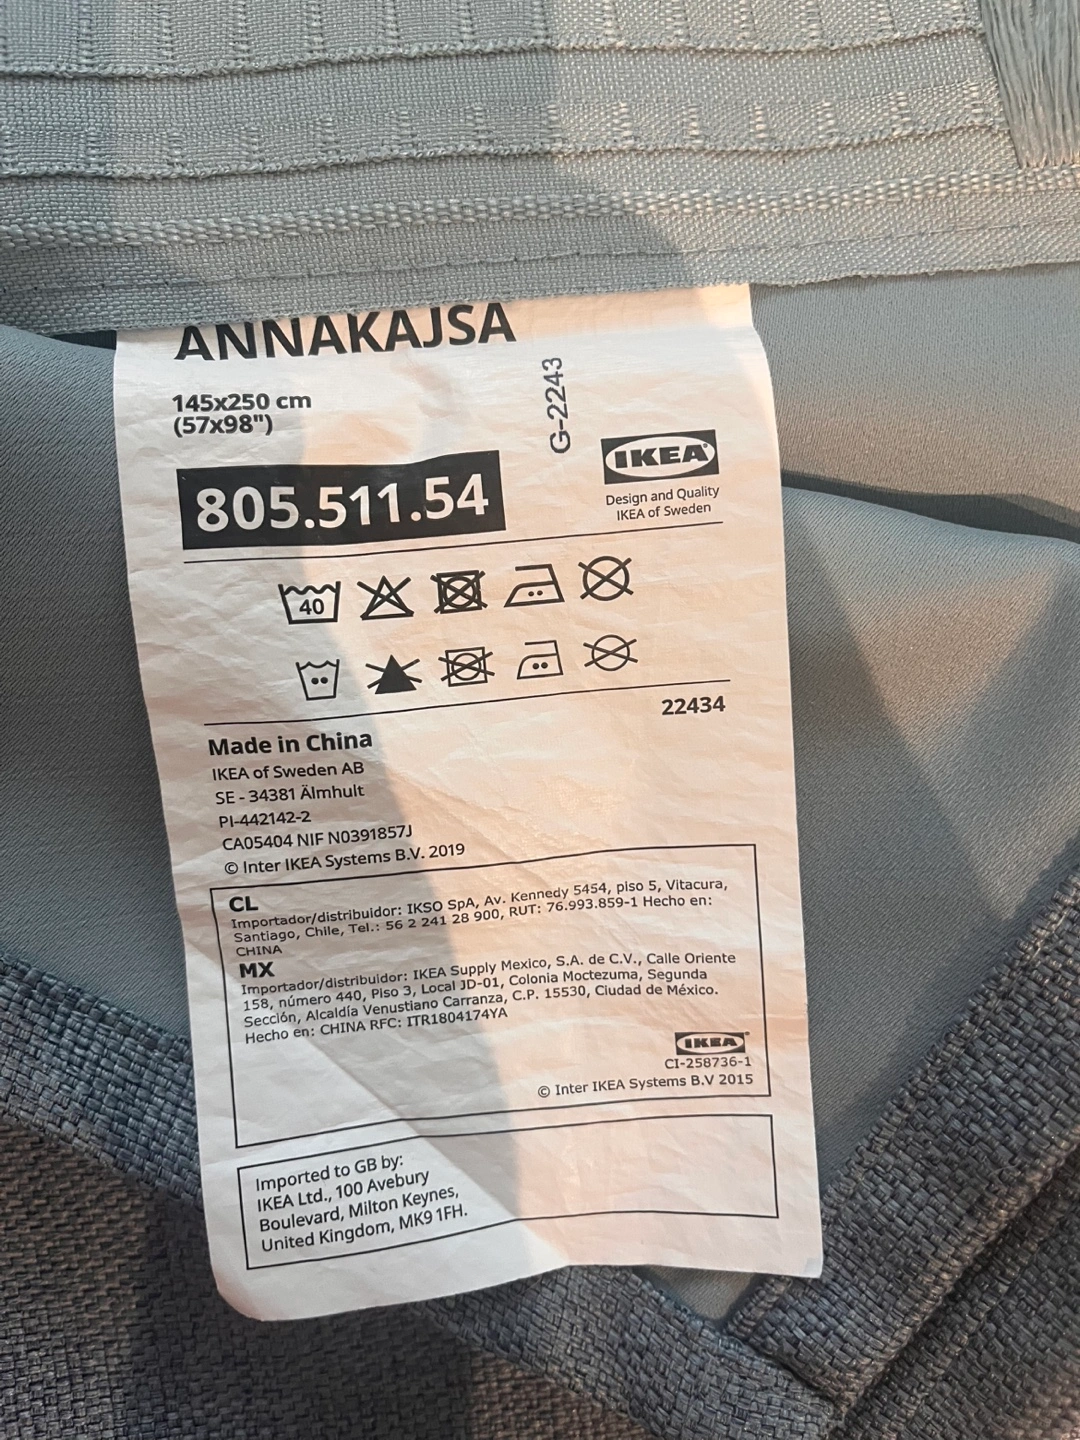 ANNAKAJSA
145x250 cm
(57x98")
G-2243
805.511.54
IKEA
Design and Quality
IKEA of Sweden
40
22434
Made in China
IKEA of Sweden AB
SE - 34381 Älmhult
PI-442142-2
CA05404 NIF N0391857J
© Inter IKEA Systems B.V. 2019
CL
Importador/distribuidor: IKSO SpA, Av. Kennedy 5454, piso 5, Vitacura,
Santiago, Chile, Tel.: 56 2 241 28 900, RUT: 76.993.859-1 Hecho en:
CHINA
MX
Importador/distribuidor: IKEA Supply Mexico, S.A. de C.V., Calle Oriente
158, número 440, Piso 3, Local JD-01, Colonia Moctezuma, Segunda
Sección, Alcaldía Venustiano Carranza, C.P. 15530, Ciudad de México.
Hecho en: CHINA RFC: ITR1804174YA
IKEA
CI-258736-1
© Inter IKEA Systems B.V 2015
Imported to GB by:
IKEA Ltd., 100 Avebury
Boulevard, Milton Keynes,
United Kingdom, MK9 1FH.